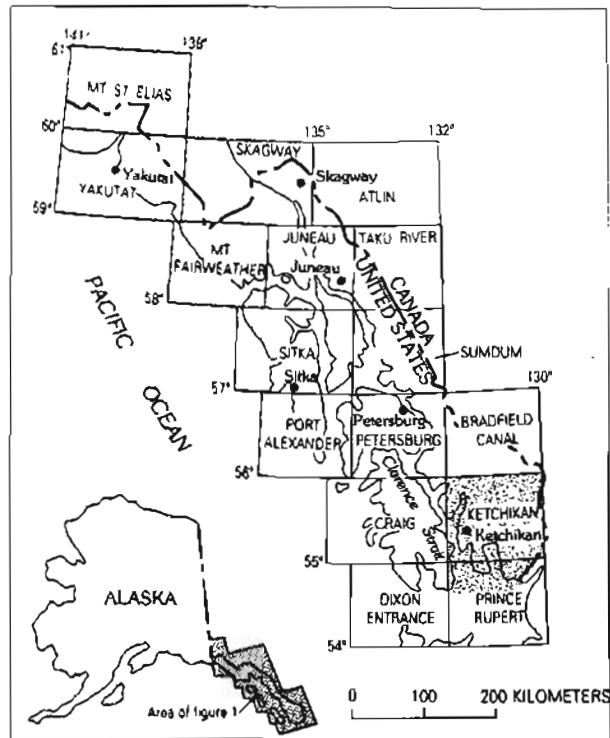 141° 138°
61°
MT ST ELIAS
60°
135° 132°
SKAGWAY
Yakutat
Skagway
YAKUTAT
ATLIN
59°
JUNEAU TAKU RIVER
MT
FAIRWEATHER
Juneau
CANADA
UNITED STATES
58°
PACIFIC
OCEAN
SITKA
SUMDUM
Sitka
57°
130°
PORT
ALEXANDER
Petersburg
PETERSBURG
BRADFIELD
CANAL
56°
Clarence
Strait
KETCHIKAN
CRAIG
Ketchikan
55°
ALASKA
DIXON
ENTRANCE
PRINCE
RUPERT
54°
0 100 200 KILOMETERS
Area of figure 1